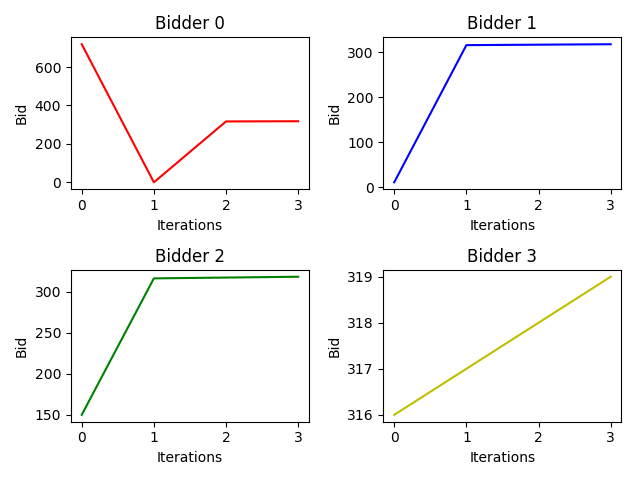 Bidder 0
Bid
600
400
200
0
0 1 2 3
Iterations
Bidder 1
Bid
300
200
100
0
0 1 2 3
Iterations
Bidder 2
Bid
300
250
200
150
0 1 2 3
Iterations
Bidder 3
Bid
319
318
317
316
0 1 2 3
Iterations